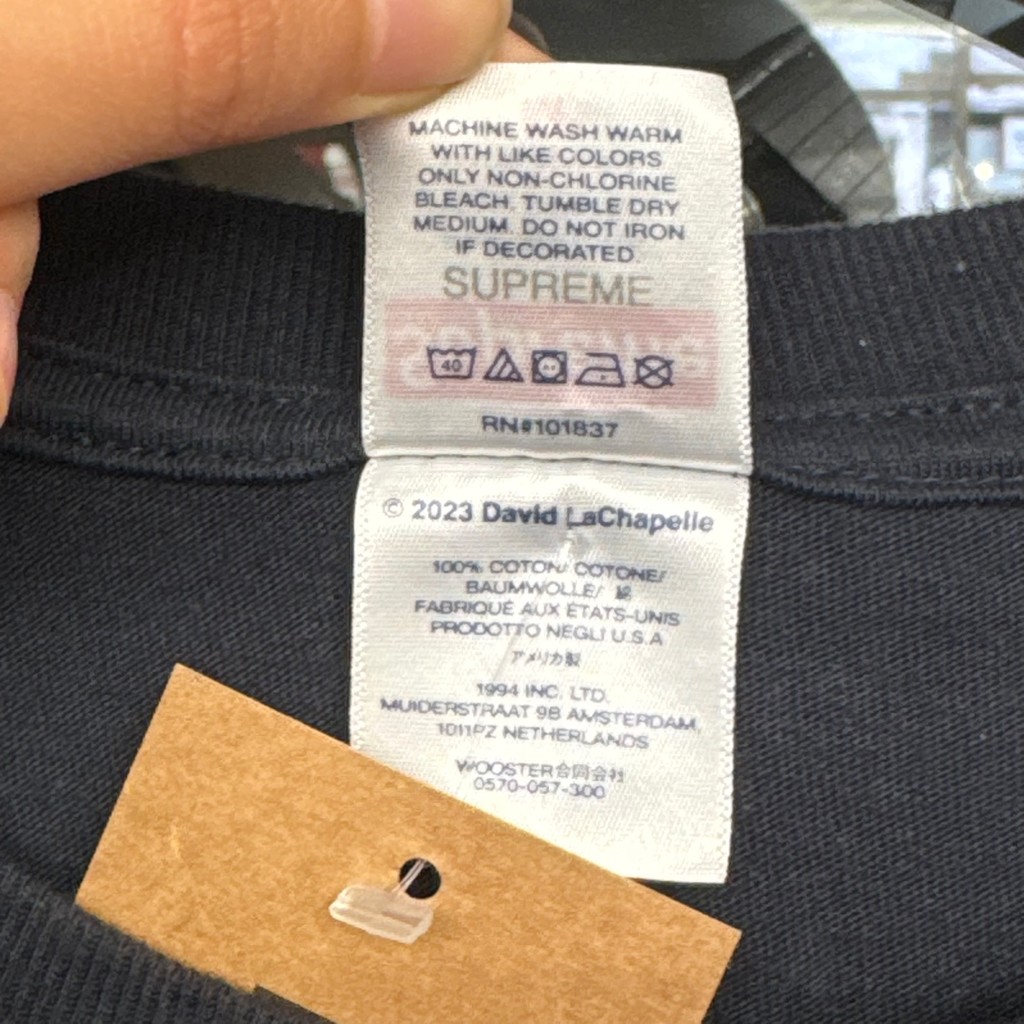 MACHINE WASH WARM
WITH LIKE COLORS
ONLY NON-CHLORINE
BLEACH. TUMBLE DRY
MEDIUM. DO NOT IRON
IF DECORATED
SUPREME
40
RN#101837
© 2023 David LaChapelle
100% COTON/ COTONE/
BAUMWOLLE/ 綿
FABRIQUÉ AUX ÉTATS-UNIS
PRODOTTO NEGLI U.S.A
アメリカ製
1994 INC. LTD.
MUIDERSTRAAT 9B AMSTERDAM,
1011PZ NETHERLANDS
WOOSTER合同会社
0570-057-300